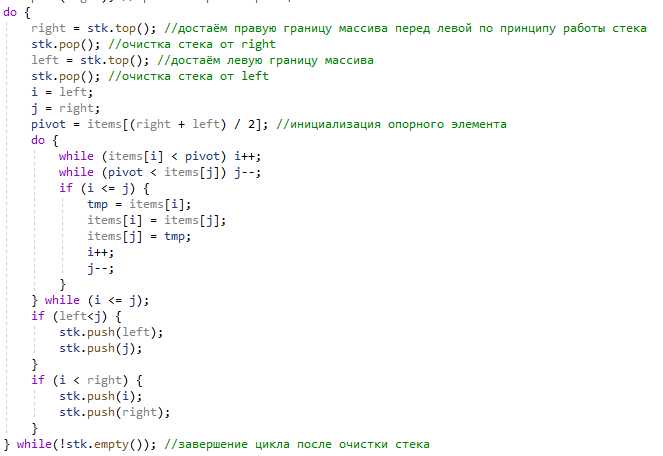 do {
right = stk.top(); //достаём правую границу массива перед левой по принципу работы стека
stk.pop(); //очистка стека от right
left = stk.top(); //достаём левую границу массива
stk.pop(); //очистка стека от left
i = left;
j = right;
pivot = items[(right + left) / 2]; //инициализация опорного элемента
do {
while (items[i] < pivot) i++;
while (pivot < items[j]) j--;
if (i <= j) {
tmp = items[i];
items[i] = items[j];
items[j] = tmp;
i++;
j--;
}
} while (i <= j);
if (left<j) {
stk.push(left);
stk.push(j);
}
if (i < right) {
stk.push(i);
stk.push(right);
}
} while(!stk.empty()); //завершение цикла после очистки стека